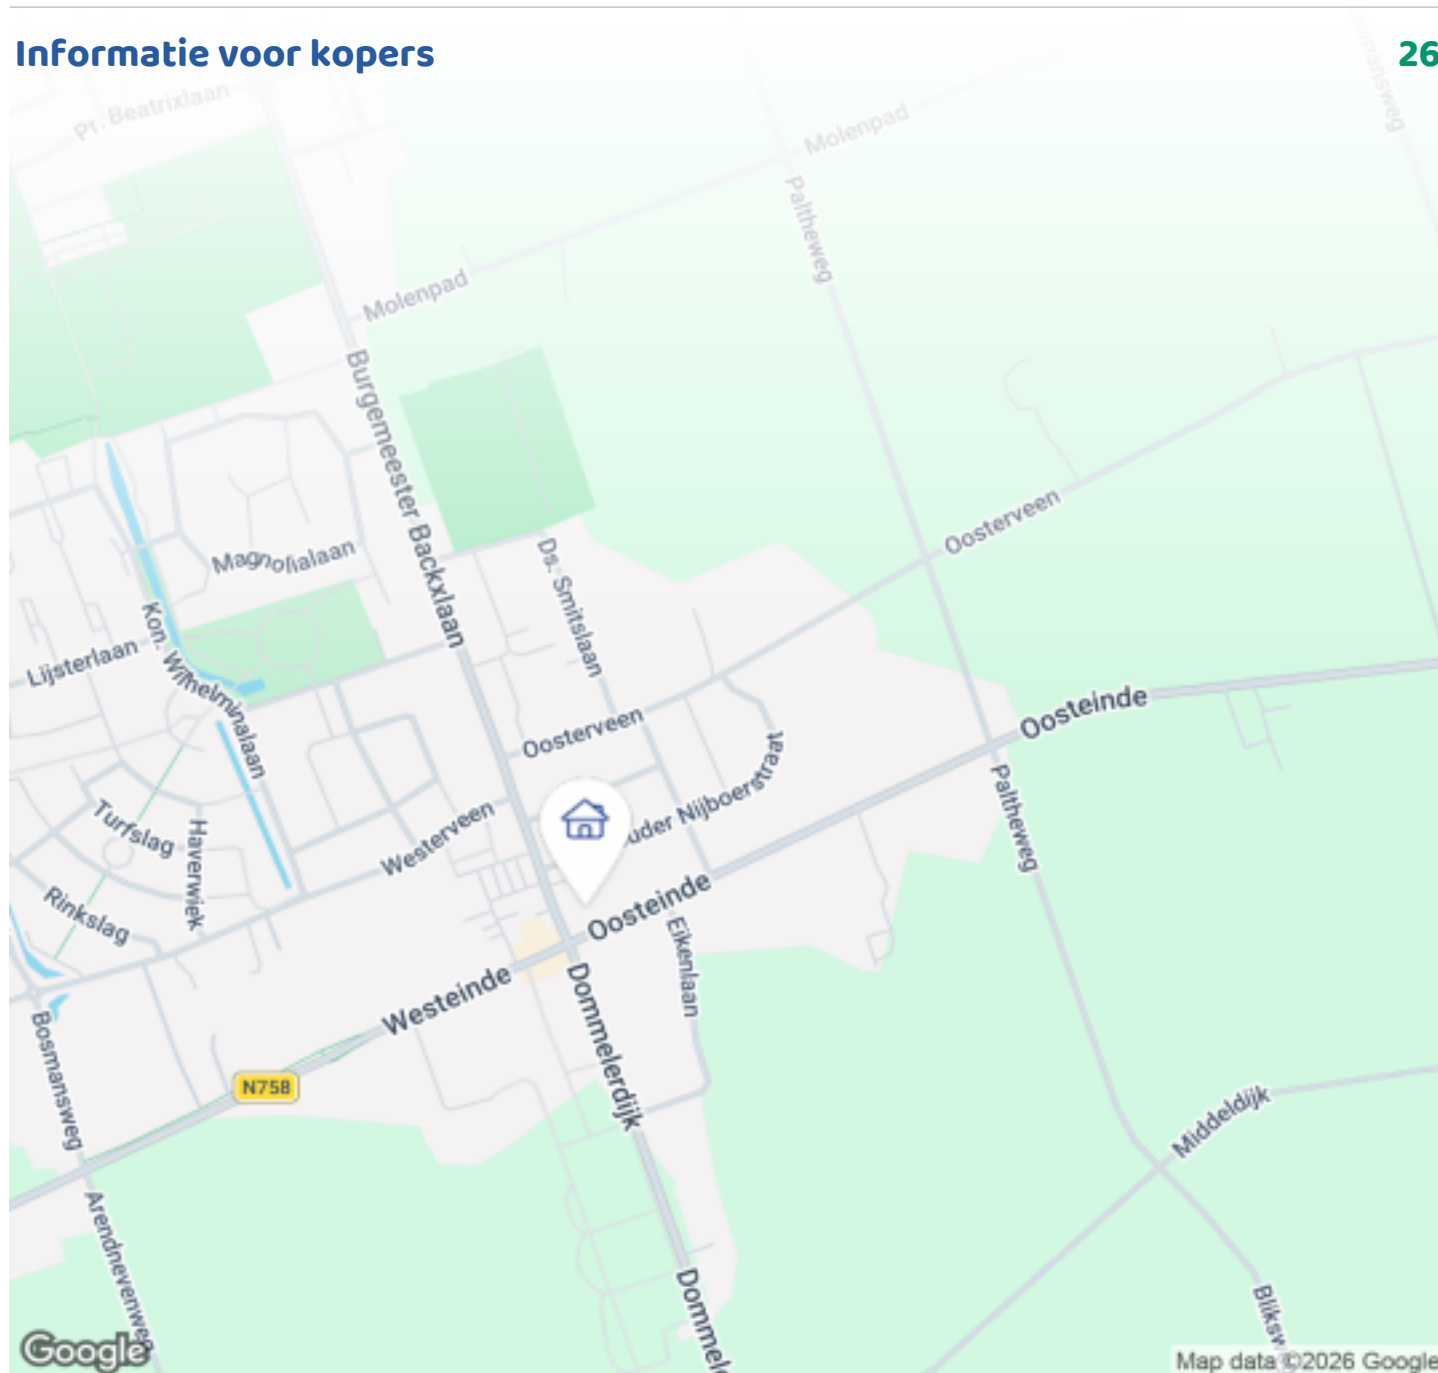 Informatie voor kopers
26
Pr. Beatrixlaan
Molenpad
Paltheweg
Molenpad
Burgemeester Backxlaan
Oosterveen
Magnolialaan
Ds. Smitslaan
Kon. Wilhelminalaan
Lijsterlaan
Oosteinde
Oosterveen
Paltheweg
Turfslag
Haverwiek
Westerveen
Rinkslag
Oosteinde
Eikenlaan
Westeinde
Dommelerdijk
Bosmansweg
N758
Middeldijk
Arendnevenweg
Google
Map data ©2026 Google